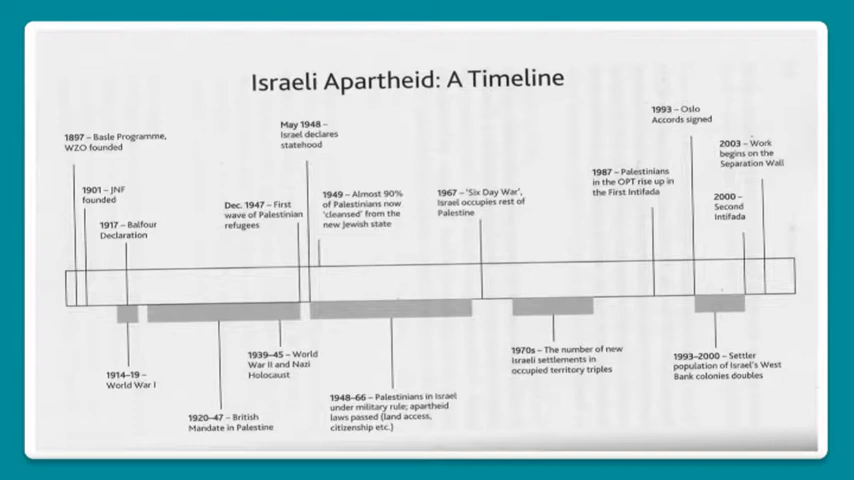 Israeli Apartheid: A Timeline
1897 – Basle Programme,
WZO founded
1901 – JNF
founded
1917 – Balfour
Declaration
Dec. 1947 – First
wave of Palestinian
refugees
May 1948 –
Israel declares
statehood
1949 – Almost 90%
of Palestinians now
'cleansed' from the
new Jewish state
1967 – 'Six Day War',
Israel occupies rest of
Palestine
1987 – Palestinians
in the OPT rise up in
the First Intifada
1993 – Oslo
Accords signed
2003 – Work
begins on the
Separation Wall
2000 –
Second
Intifada
1914–19 –
World War I
1920–47 – British
Mandate in Palestine
1939–45 – World
War II and Nazi
Holocaust
1948–66 – Palestinians in Israel
under military rule; apartheid
laws passed (land access,
citizenship etc.)
1970s – The number of new
Israeli settlements in
occupied territory triples
1993–2000 – Settler
population of Israel's West
Bank colonies doubles